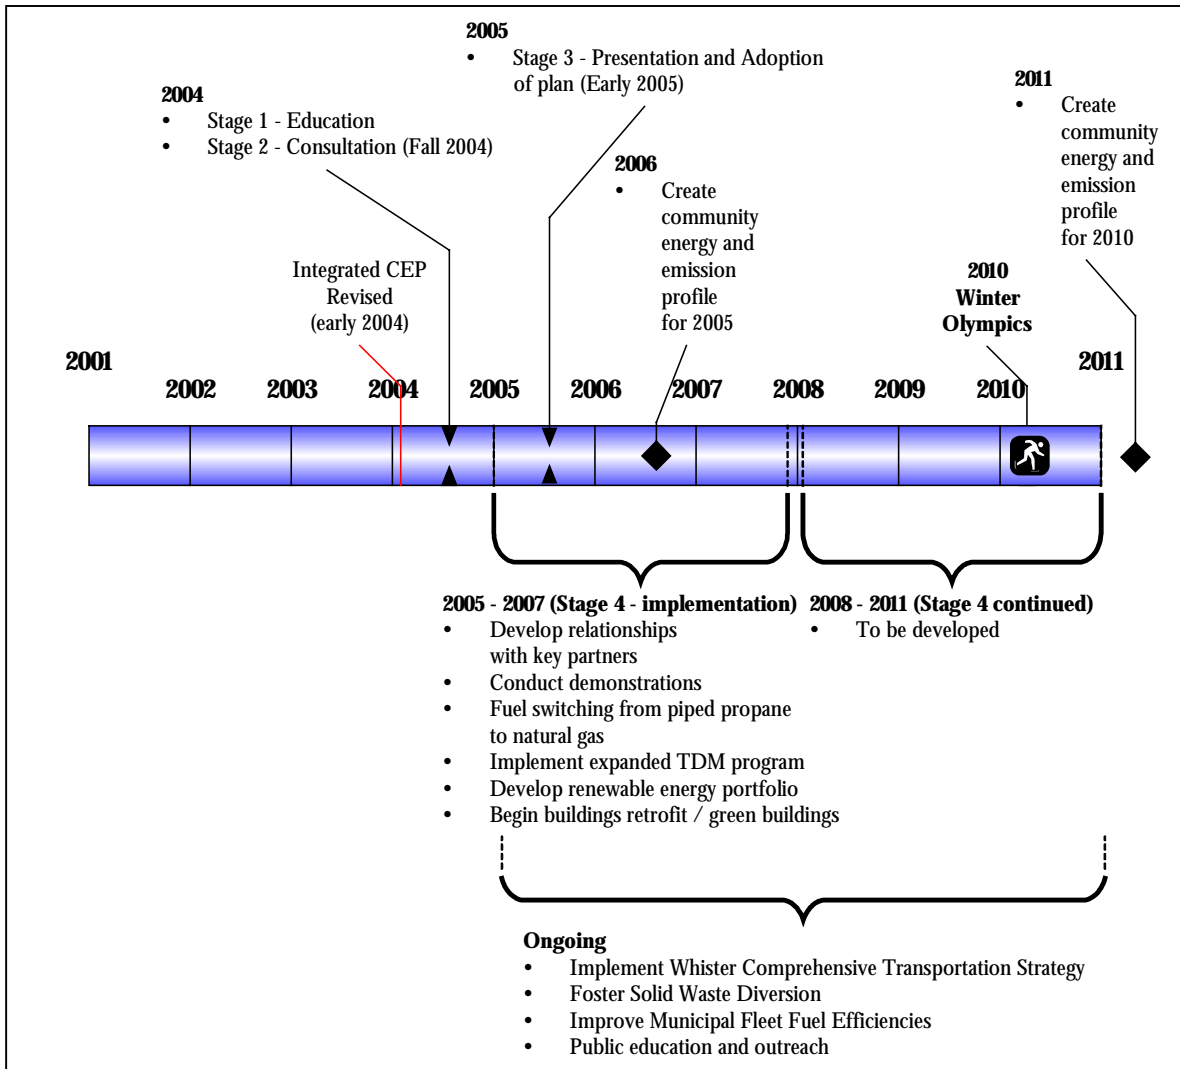 2005
• Stage 3 - Presentation and Adoption
of plan (Early 2005)
2004
• Stage 1 - Education
• Stage 2 - Consultation (Fall 2004)
2011
• Create
community
energy and
emission
profile
for 2010
2006
• Create
community
energy and
emission
profile
for 2005
Integrated CEP
Revised
(early 2004)
2010
Winter
Olympics
2001
2002
2003
2004
2005
2006
2007
2008
2009
2010
2011
2005 - 2007 (Stage 4 - implementation)
• Develop relationships
with key partners
• Conduct demonstrations
• Fuel switching from piped propane
to natural gas
• Implement expanded TDM program
• Develop renewable energy portfolio
• Begin buildings retrofit / green buildings
2008 - 2011 (Stage 4 continued)
• To be developed
Ongoing
• Implement Whister Comprehensive Transportation Strategy
• Foster Solid Waste Diversion
• Improve Municipal Fleet Fuel Efficiencies
• Public education and outreach